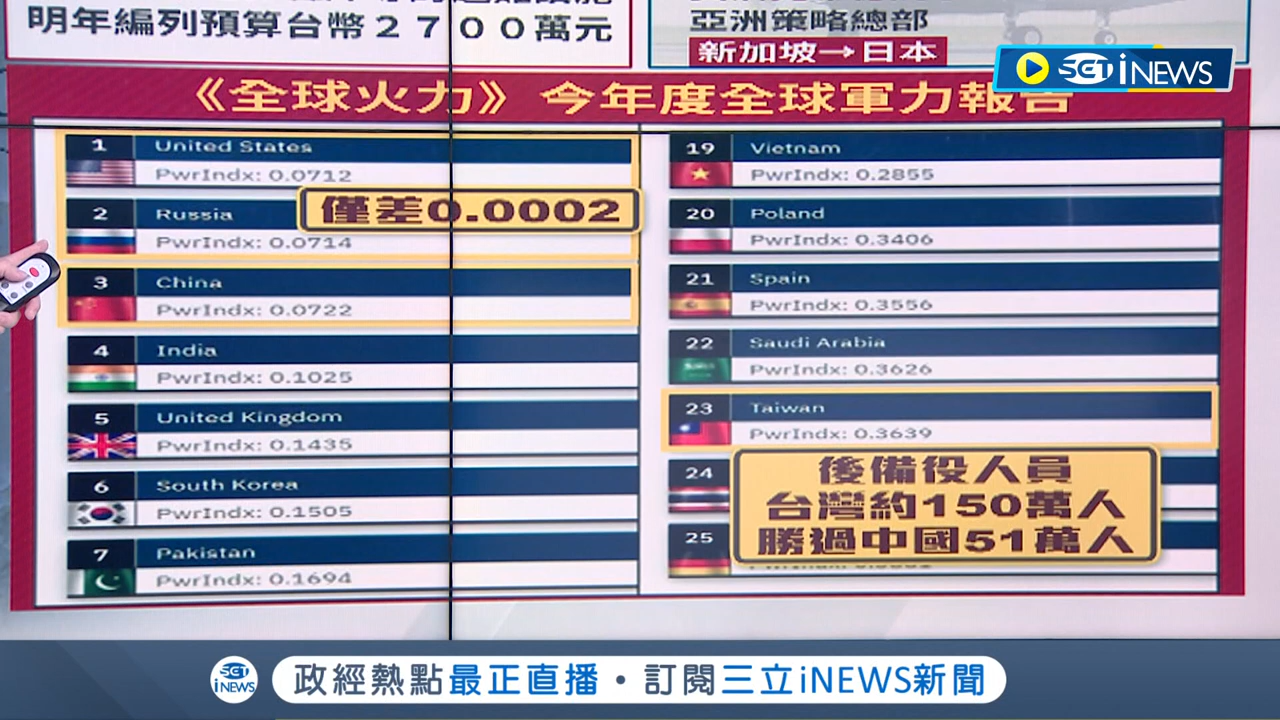 明年編列預算台幣2700萬元
亞洲策略總部
新加坡→日本
SETiNEWS
《全球火力》 今年度全球軍力報告
1 United States
PwrIndx: 0.0712
僅差0.0002
2 Russia
PwrIndx: 0.0714
3 China
PwrIndx: 0.0722
4 India
PwrIndx: 0.1025
5 United Kingdom
PwrIndx: 0.1435
6 South Korea
PwrIndx: 0.1505
7 Pakistan
PwrIndx: 0.1694
19 Vietnam
PwrIndx: 0.2855
20 Poland
PwrIndx: 0.3406
21 Spain
PwrIndx: 0.3556
22 Saudi Arabia
PwrIndx: 0.3626
23 Taiwan
PwrIndx: 0.3639
24
25
後備役人員
台灣約150萬人
勝過中國51萬人
SET iNEWS
政經熱點最正直播·訂閱三立iNEWS新聞